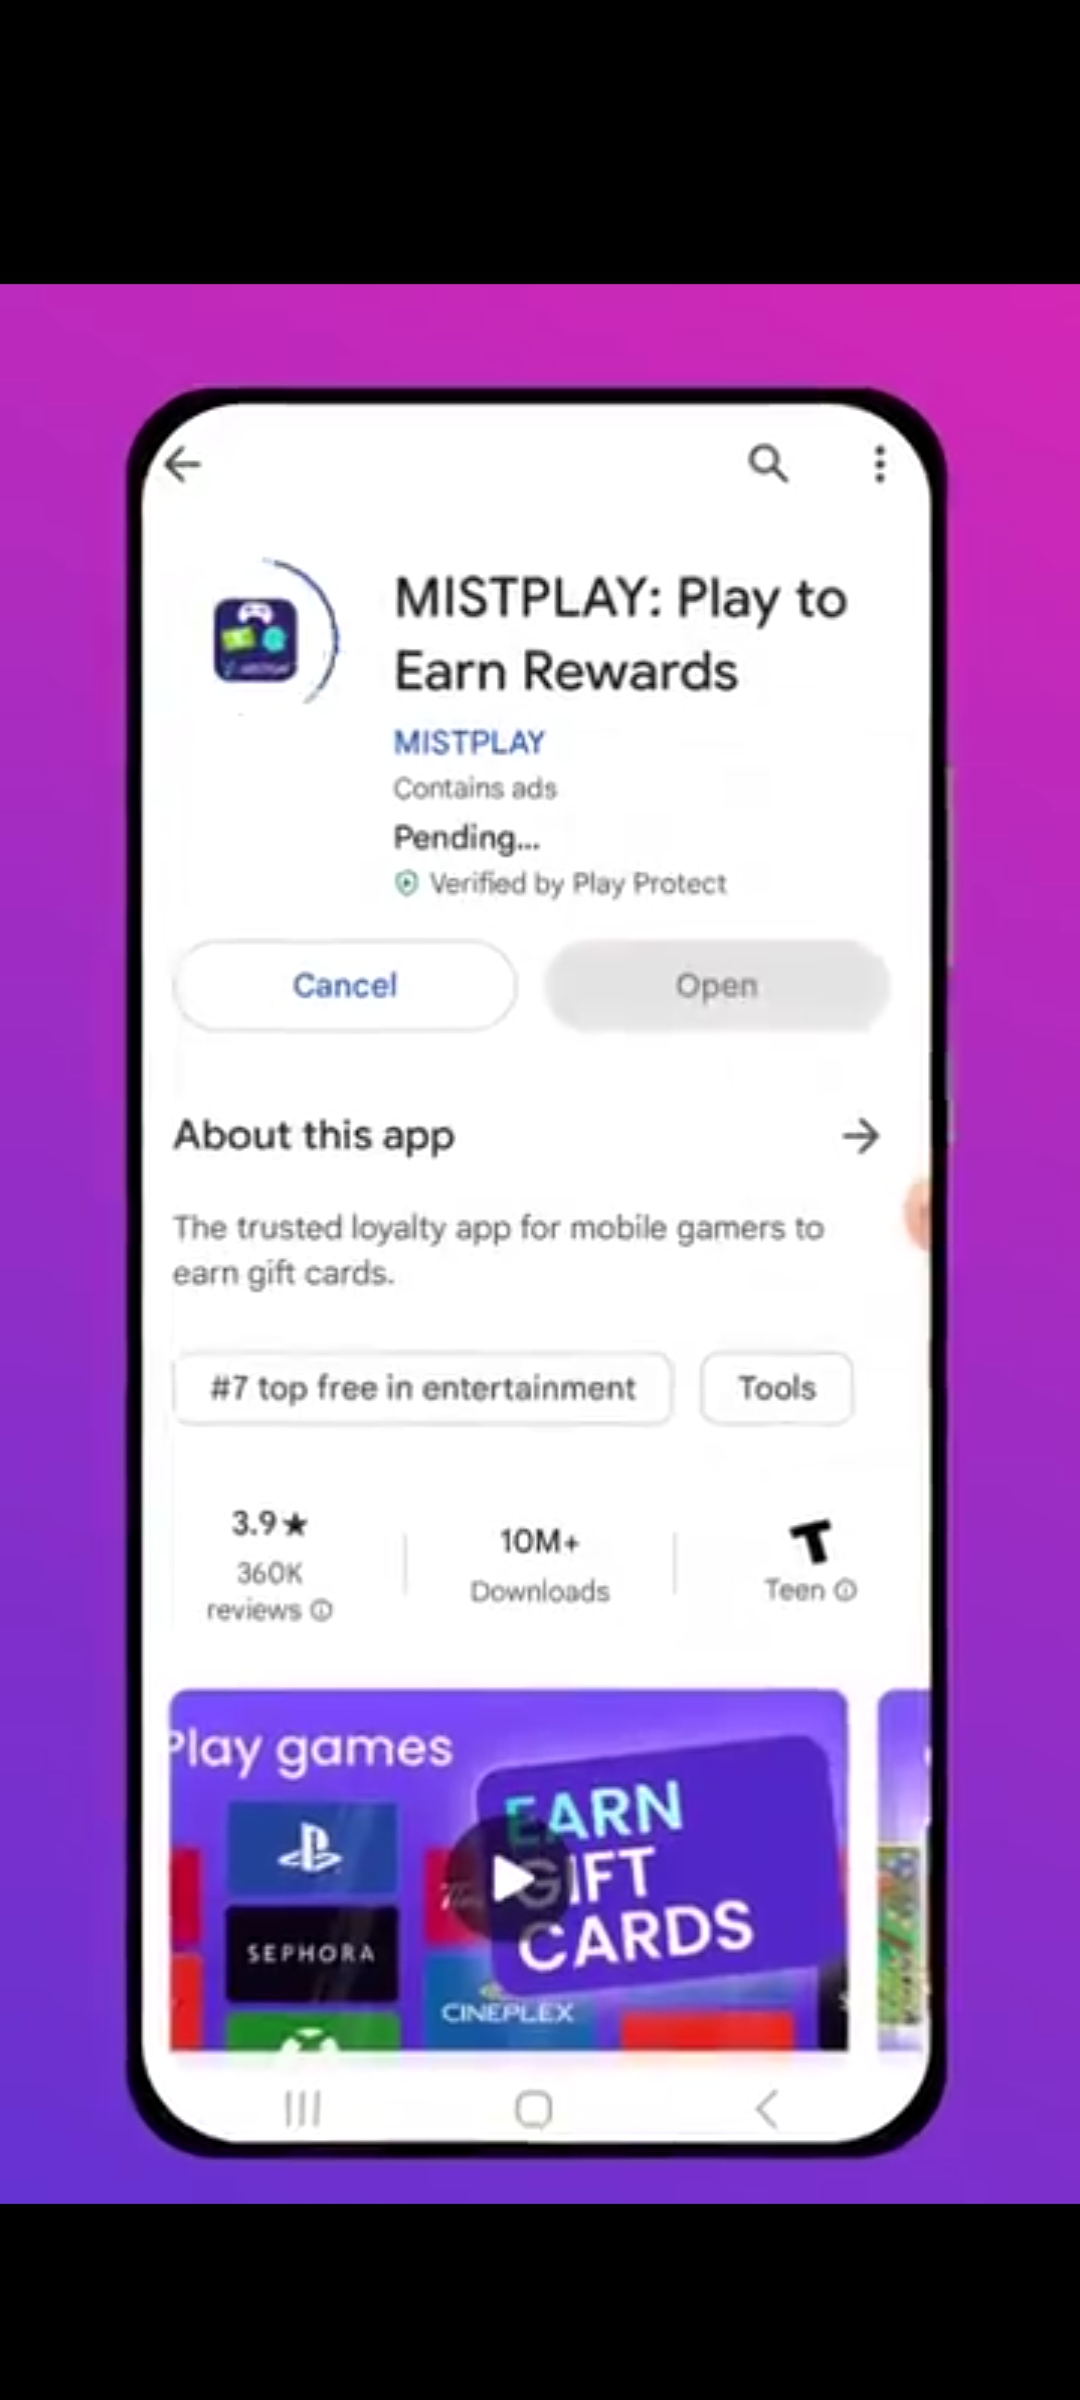 MISTPLAY: Play to
Earn Rewards
MISTPLAY
Contains ads
Pending...
Verified by Play Protect
Cancel
Open
About this app
The trusted loyalty app for mobile gamers to
earn gift cards.
#7 top free in entertainment
Tools
3.9★
360K
reviews
10M+
Downloads
T
Teen
Play games
EARN
GIFT
CARDS
SEPHORA
CINEPLEX